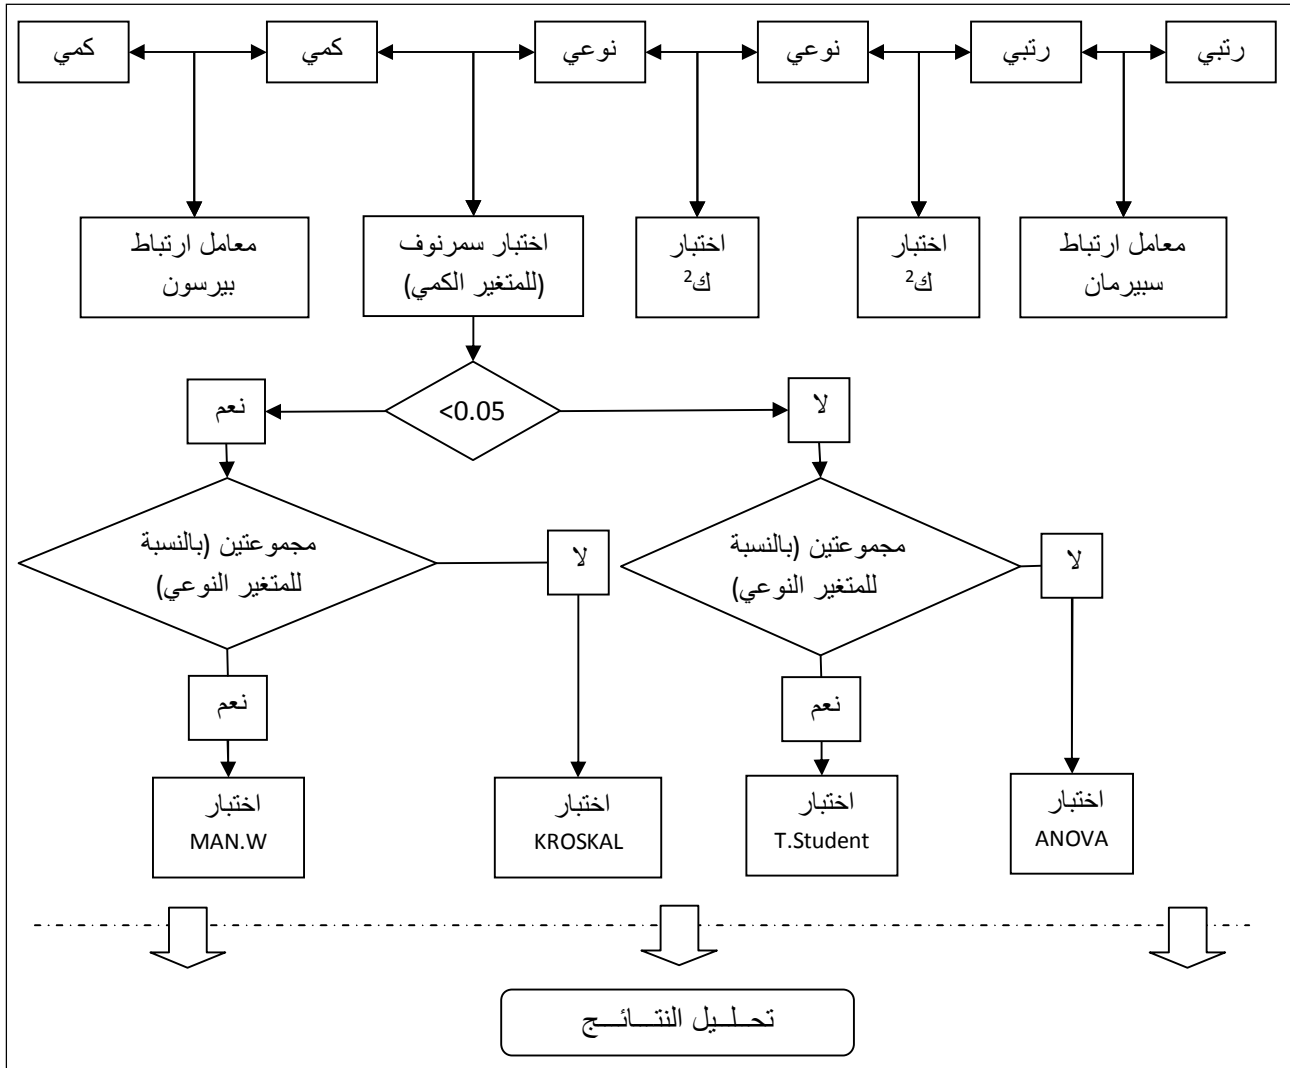 رتبي
رتبي
نوعي
نوعي
كمي
كمي
معامل ارتباط
سبيرمان
اختبار
ك²
اختبار
ك²
اختبار سمرنوف
(للمتغير الكمي)
معامل ارتباط
بيرسون
<0.05
لا
نعم
مجموعتين (بالنسبة
للمتغير النوعي)
لا
مجموعتين (بالنسبة
للمتغير النوعي)
لا
نعم
نعم
اختبار
ANOVA
اختبار
T.Student
اختبار
KROSKAL
اختبار
MAN.W
تحـلـــيل النتـــائـــج